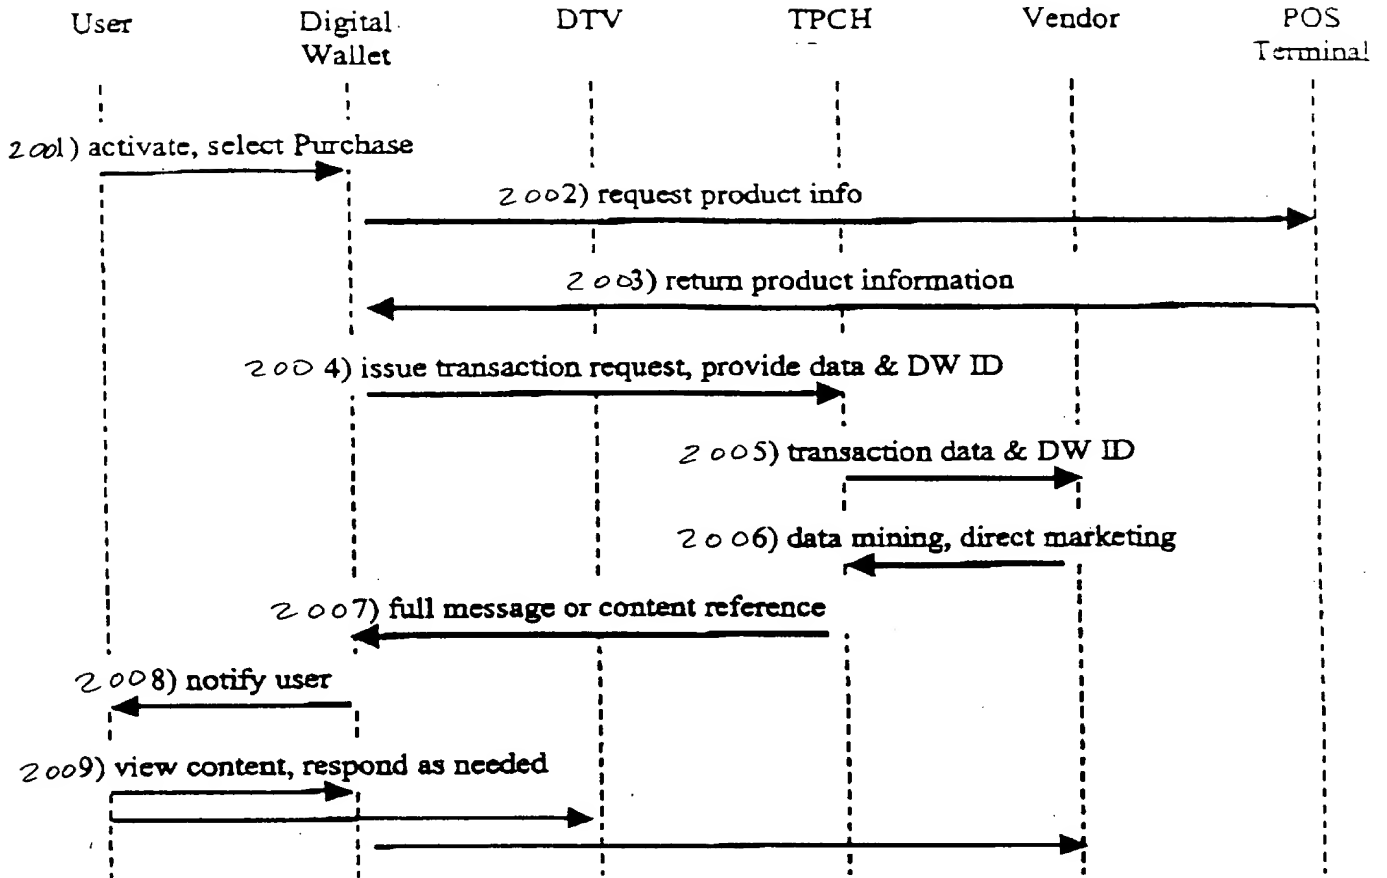 User Digital DTV TPCH Vendor POS
Wallet Terminal
2001) activate, select Purchase
2002) request product info
2003) return product information
2004) issue transaction request, provide data & DW ID
2005) transaction data & DW ID
2006) data mining, direct marketing
2007) full message or content reference
2008) notify user
2009) view content, respond as needed